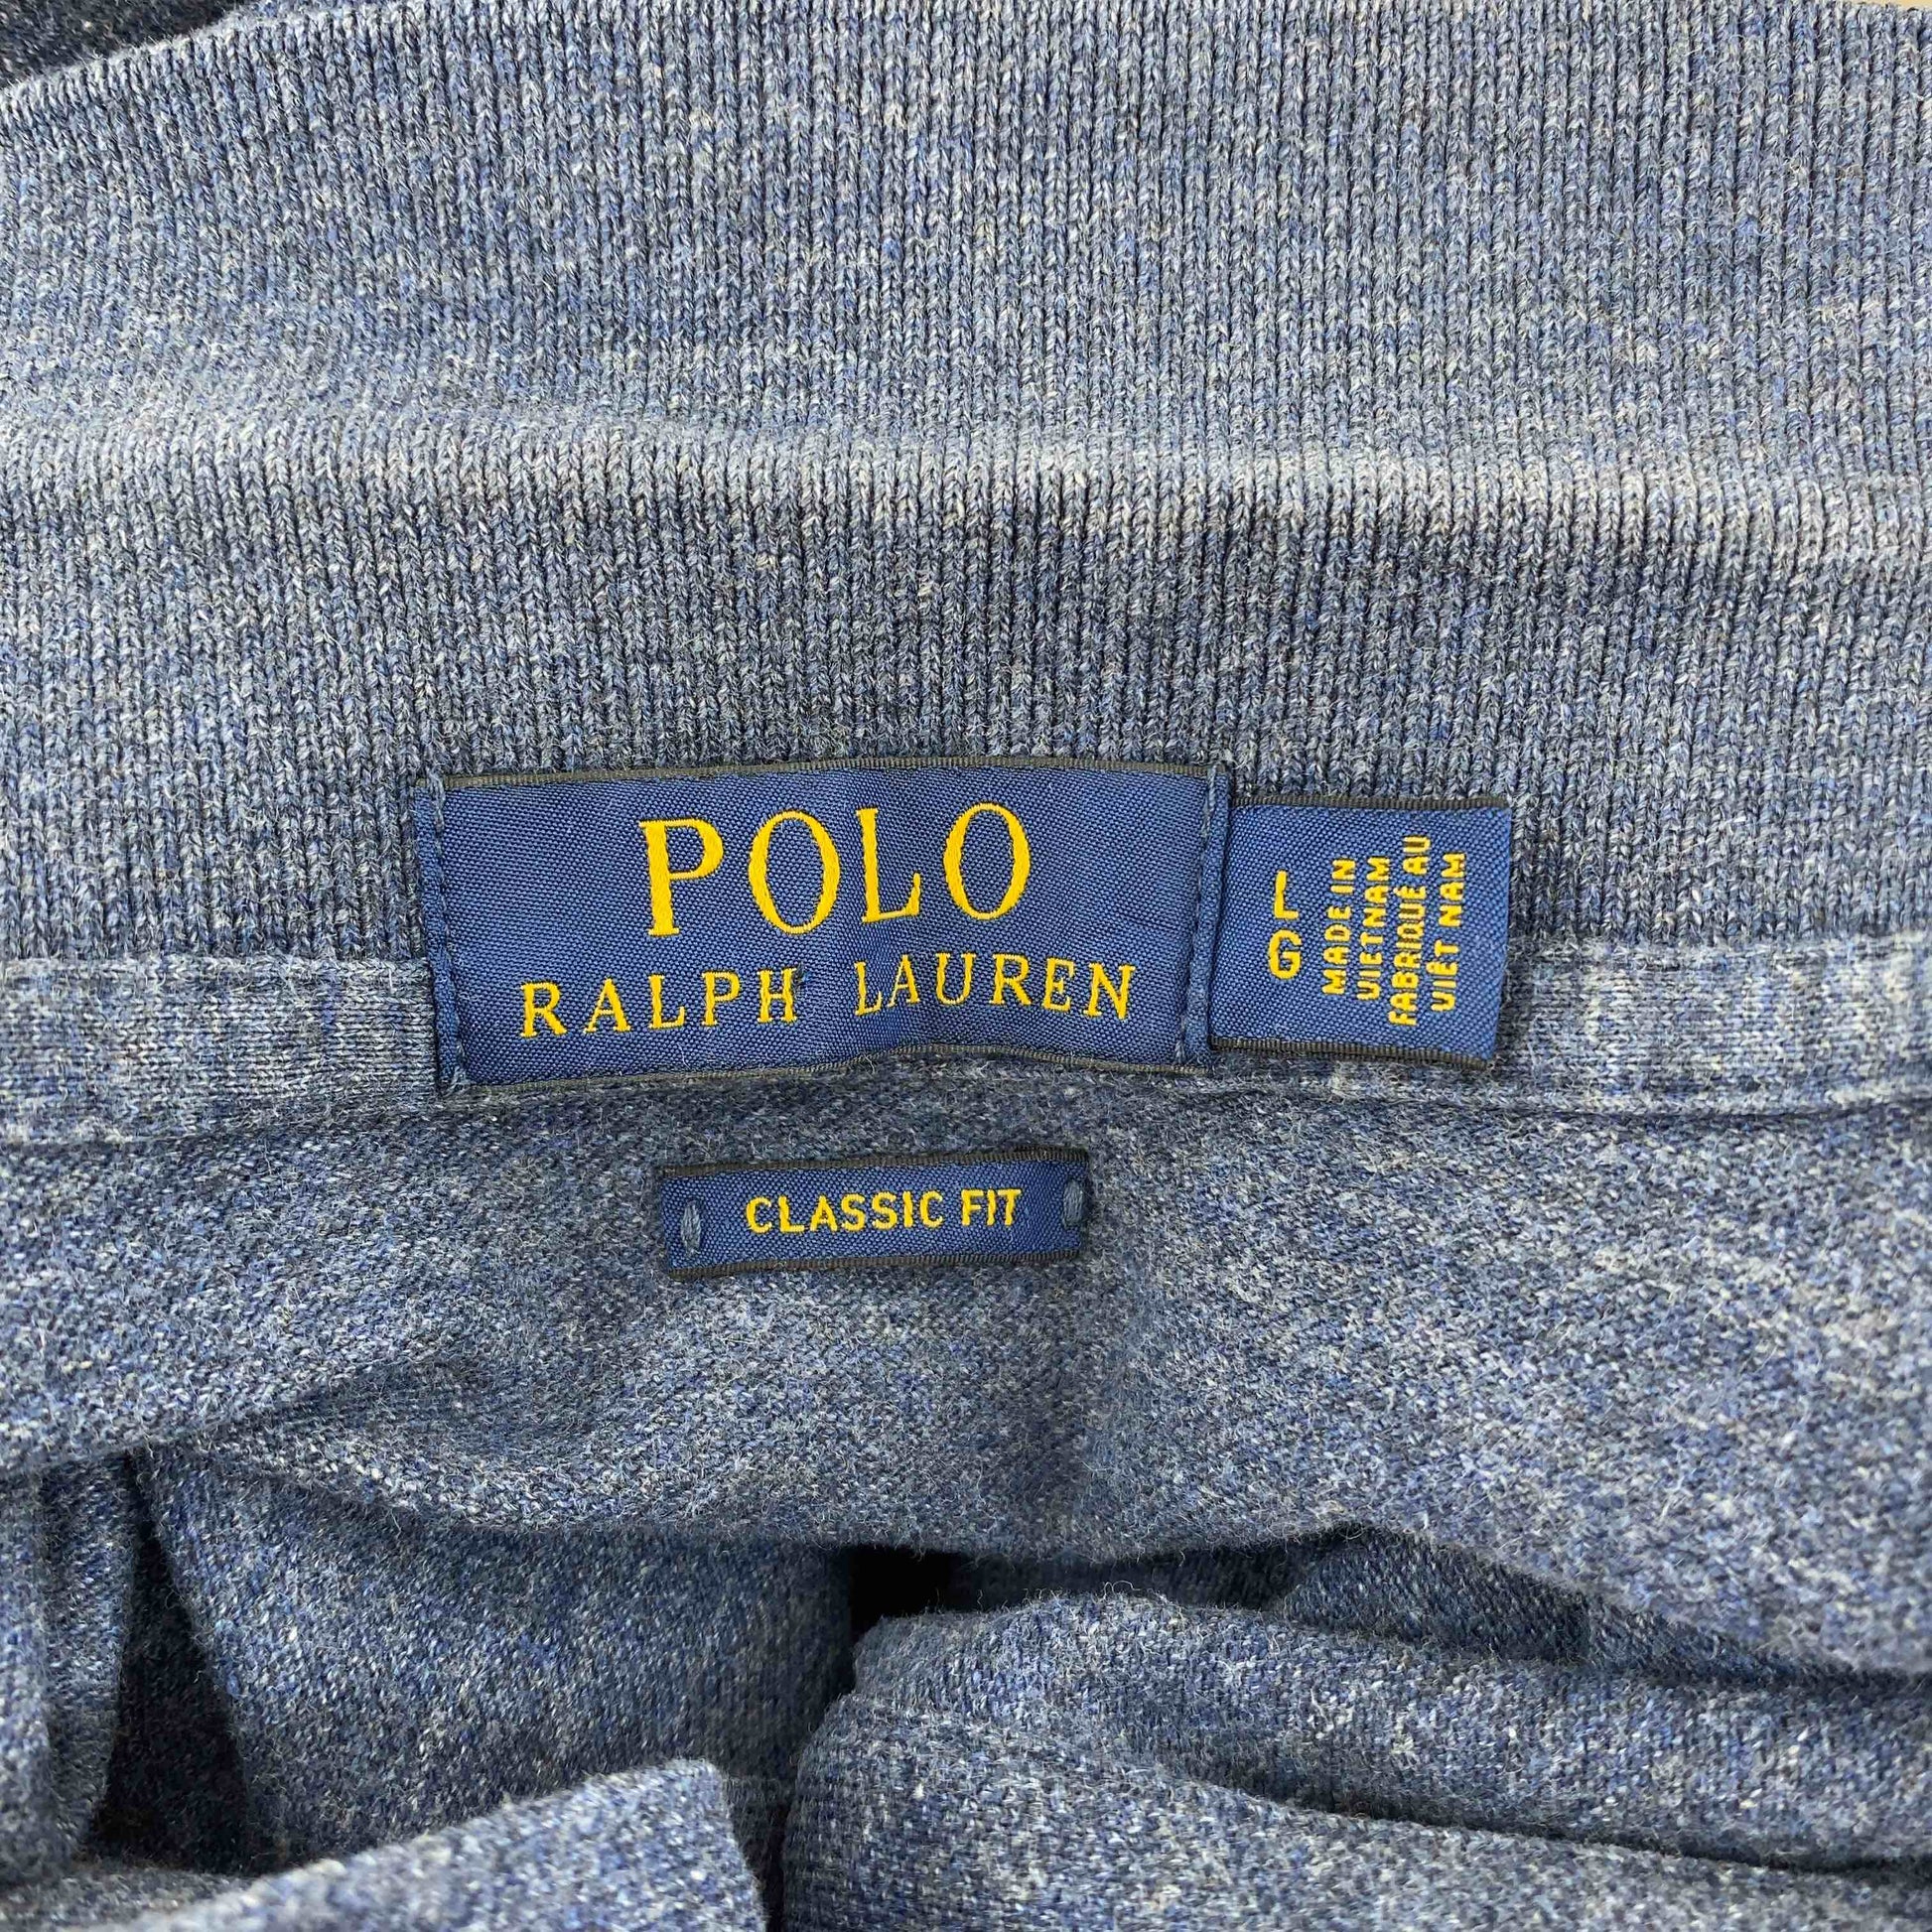 POLO
RALPH LAUREN
L
G
MADE IN
VIETNAM
FABRIQUÉ AU
VIÊT NAM
CLASSIC FIT